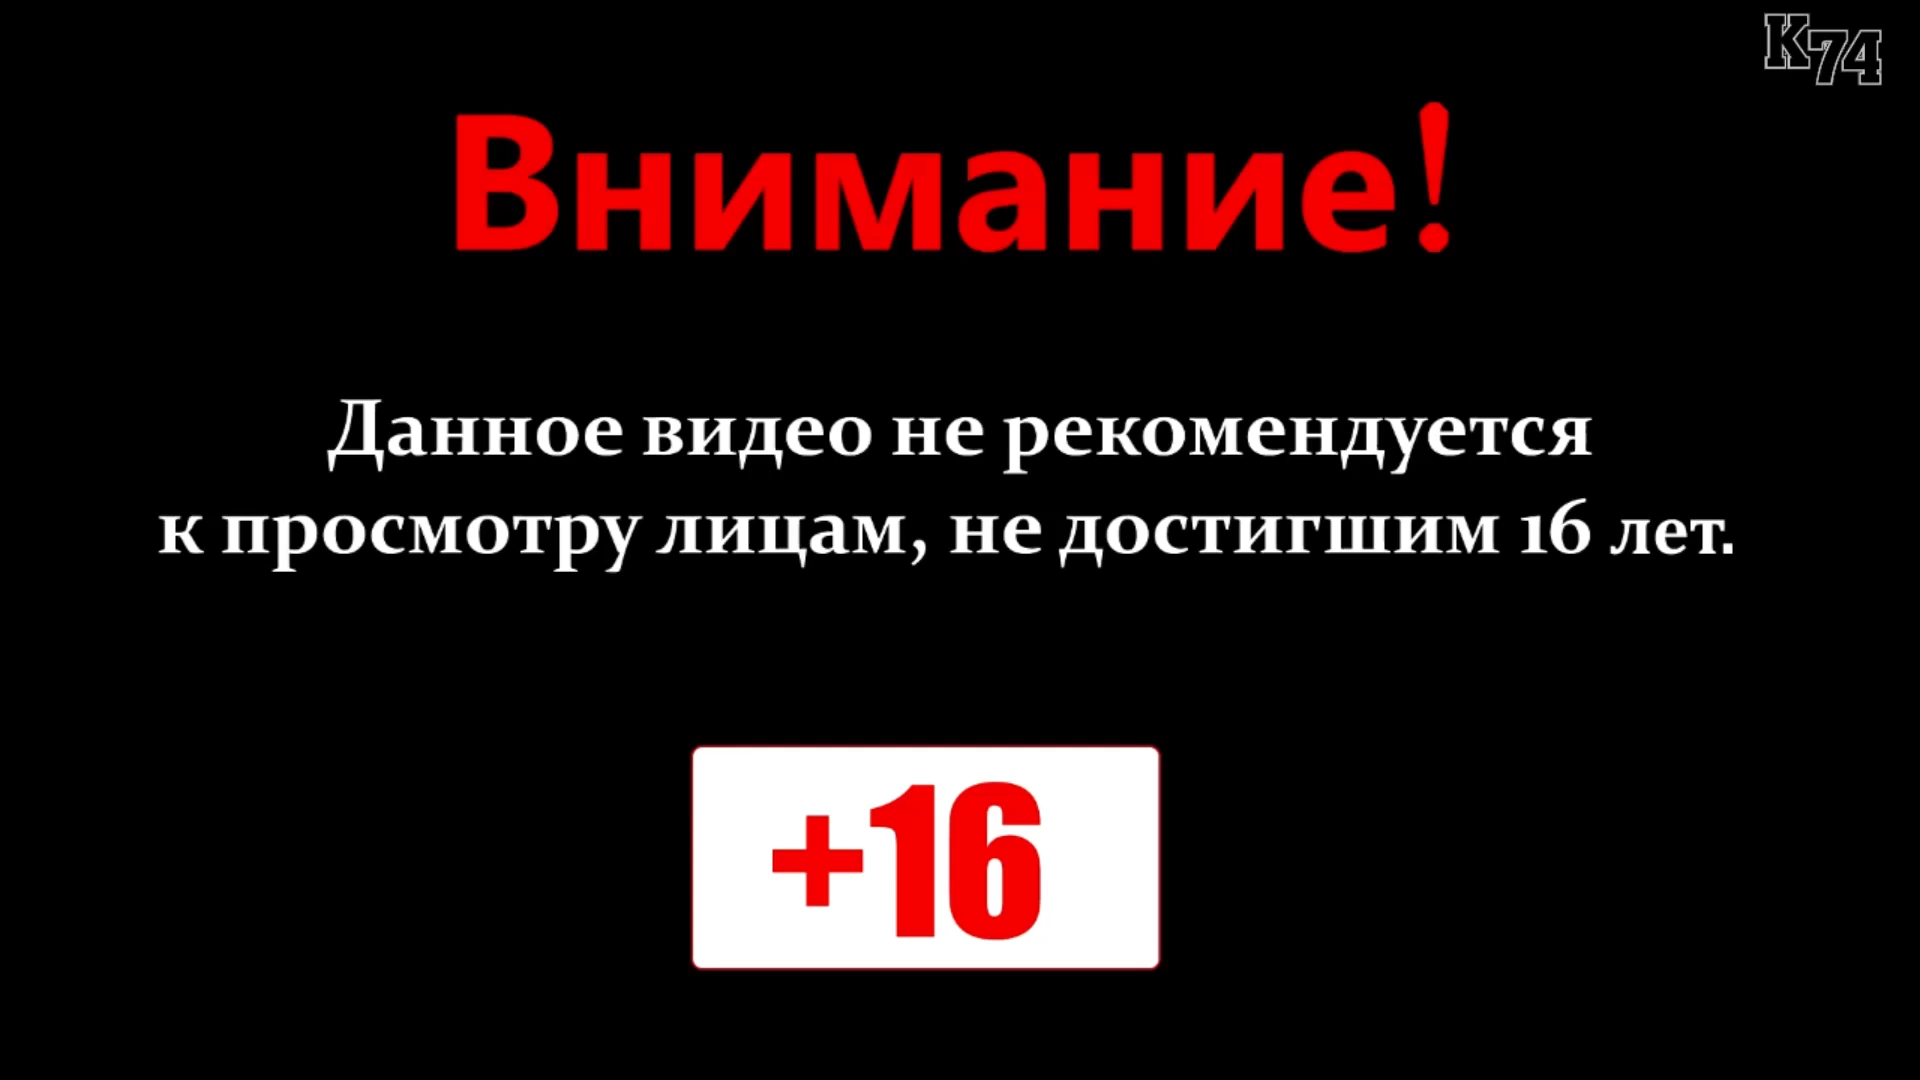 K74
Внимание!
Данное видео не рекомендуется
к просмотру лицам, не достигшим 16 лет.
+16